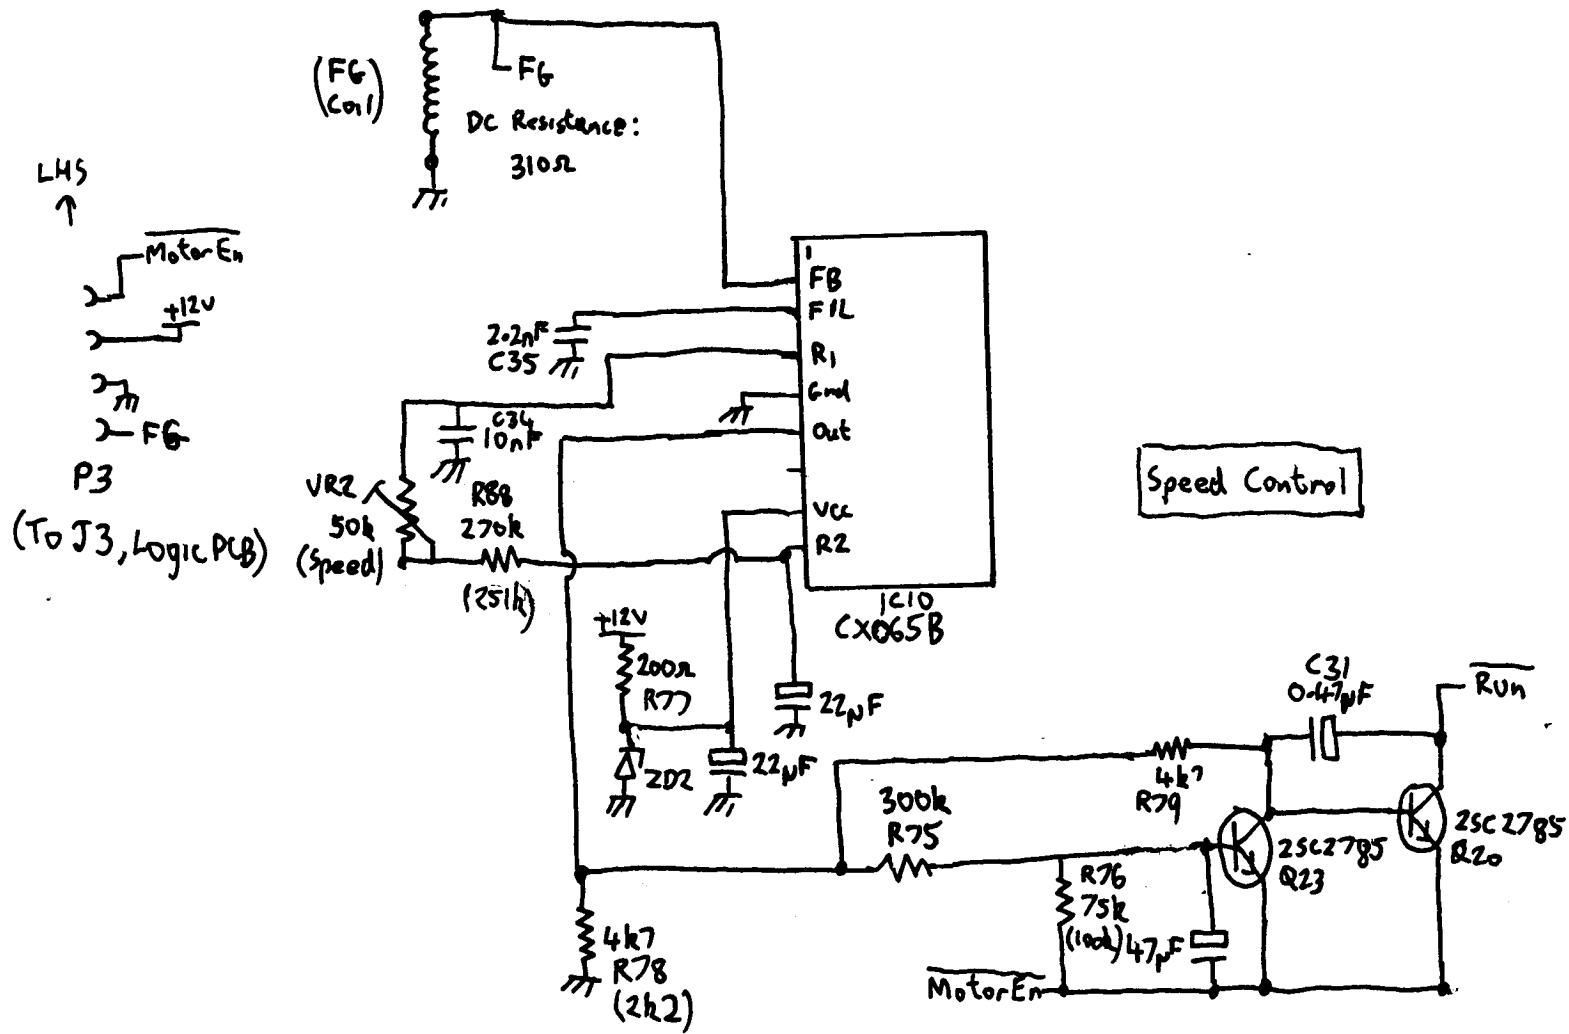 (FG
Coil)
FG
DC Resistance:
310Ω
LHS
MotorEn
+12V
FG
P3
(To J3, Logic PCB)
1
FB
FIL
R1
Gnd
Out
Vcc
R2
IC10
CX065B
2.2nF
C35
C34
10nF
VR2
50k
(Speed)
R88
270k
(251k)
Speed Control
+12V
200Ω
R77
ZD2
22µF
22µF
C31
0.47µF
Run
4k7
R79
300k
R75
2SC2785
Q23
2SC2785
Q20
R76
75k
(100k)
47µF
4k7
R78
(2k2)
MotorEn